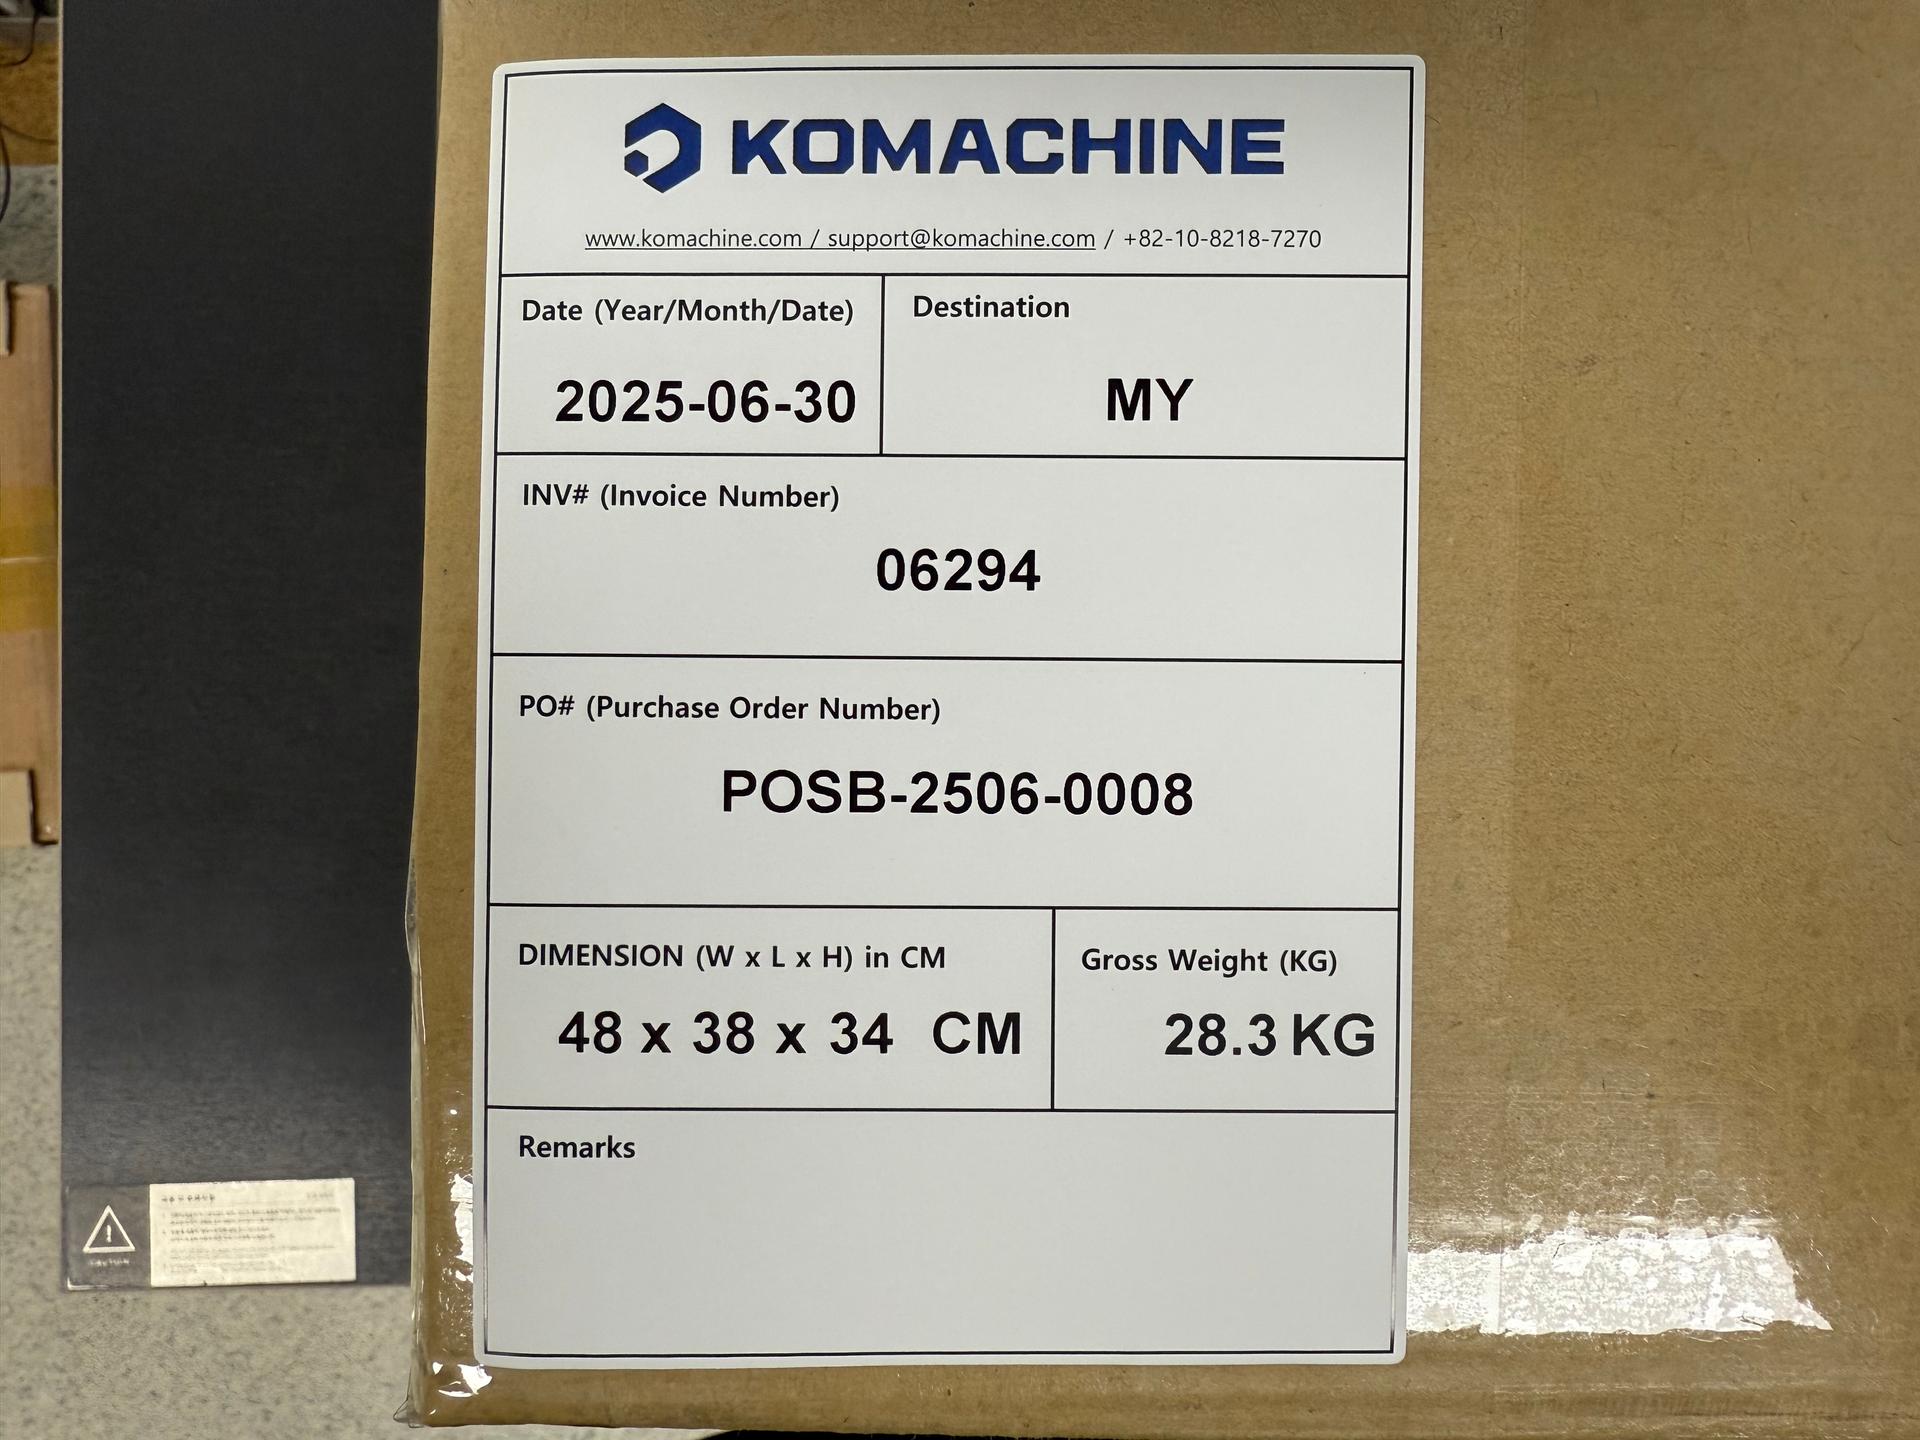 KOMACHINE
www.komachine.com / support@komachine.com / +82-10-8218-7270
Date (Year/Month/Date)
2025-06-30
Destination
MY
INV# (Invoice Number)
06294
PO# (Purchase Order Number)
POSB-2506-0008
DIMENSION (W x L x H) in CM
48 x 38 x 34 CM
Gross Weight (KG)
28.3 KG
Remarks
CAUTION